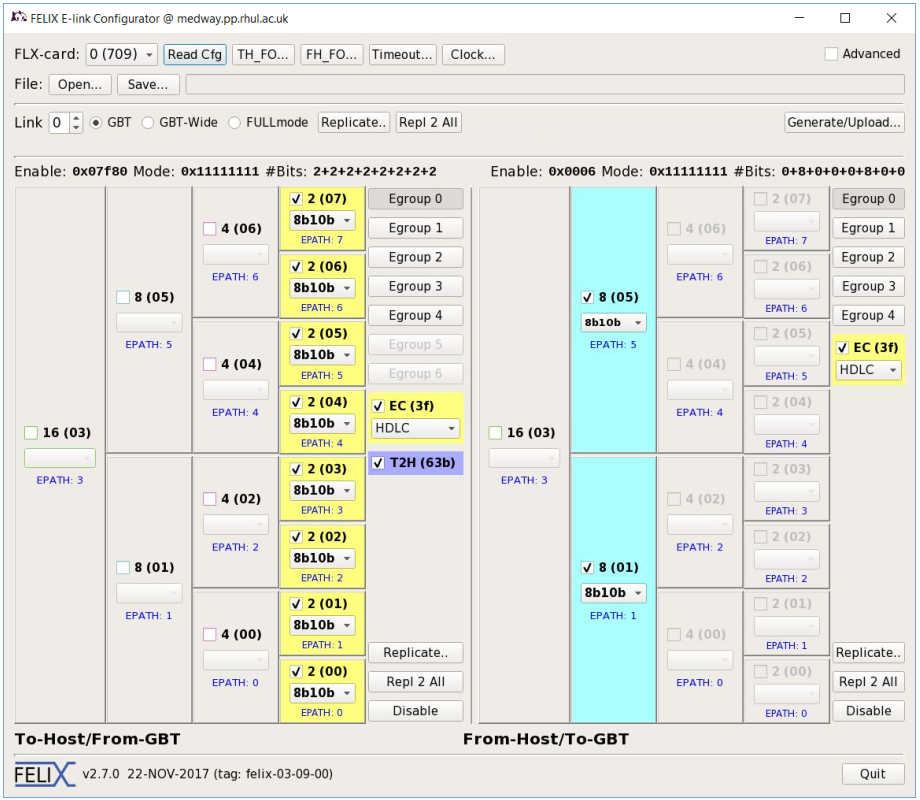 FELIX E-link Configurator @ medway.pp.rhul.ac.uk
FLX-card: 0 (709) Read Cfg TH_FO... FH_FO... Timeout... Clock... Advanced
File: Open... Save...
Link 0 GBT GBT-Wide FULLmode Replicate.. Repl 2 All Generate/Upload...
Enable: 0x07f80 Mode: 0x11111111 #Bits: 2+2+2+2+2+2+2+2
16 (03)
EPATH: 3
8 (05)
EPATH: 5
8 (01)
EPATH: 1
4 (06)
EPATH: 6
4 (04)
EPATH: 4
4 (02)
EPATH: 2
4 (00)
EPATH: 0
2 (07)
8b10b
EPATH: 7
2 (06)
8b10b
EPATH: 6
2 (05)
8b10b
EPATH: 5
2 (04)
8b10b
EPATH: 4
2 (03)
8b10b
EPATH: 3
2 (02)
8b10b
EPATH: 2
2 (01)
8b10b
EPATH: 1
2 (00)
8b10b
EPATH: 0
Egroup 0
Egroup 1
Egroup 2
Egroup 3
Egroup 4
Egroup 5
Egroup 6
EC (3f)
HDLC
T2H (63b)
Replicate..
Repl 2 All
Disable
To-Host/From-GBT
Enable: 0x0006 Mode: 0x11111111 #Bits: 0+8+0+0+0+8+0+0
16 (03)
EPATH: 3
8 (05)
8b10b
EPATH: 5
8 (01)
8b10b
EPATH: 1
4 (06)
EPATH: 6
4 (04)
EPATH: 4
4 (02)
EPATH: 2
4 (00)
EPATH: 0
2 (07)
EPATH: 7
2 (06)
EPATH: 6
2 (05)
EPATH: 5
2 (04)
EPATH: 4
2 (03)
EPATH: 3
2 (02)
EPATH: 2
2 (01)
EPATH: 1
2 (00)
EPATH: 0
Egroup 0
Egroup 1
Egroup 2
Egroup 3
Egroup 4
EC (3f)
HDLC
Replicate..
Repl 2 All
Disable
From-Host/To-GBT
FELIX v2.7.0 22-NOV-2017 (tag: felix-03-09-00) Quit